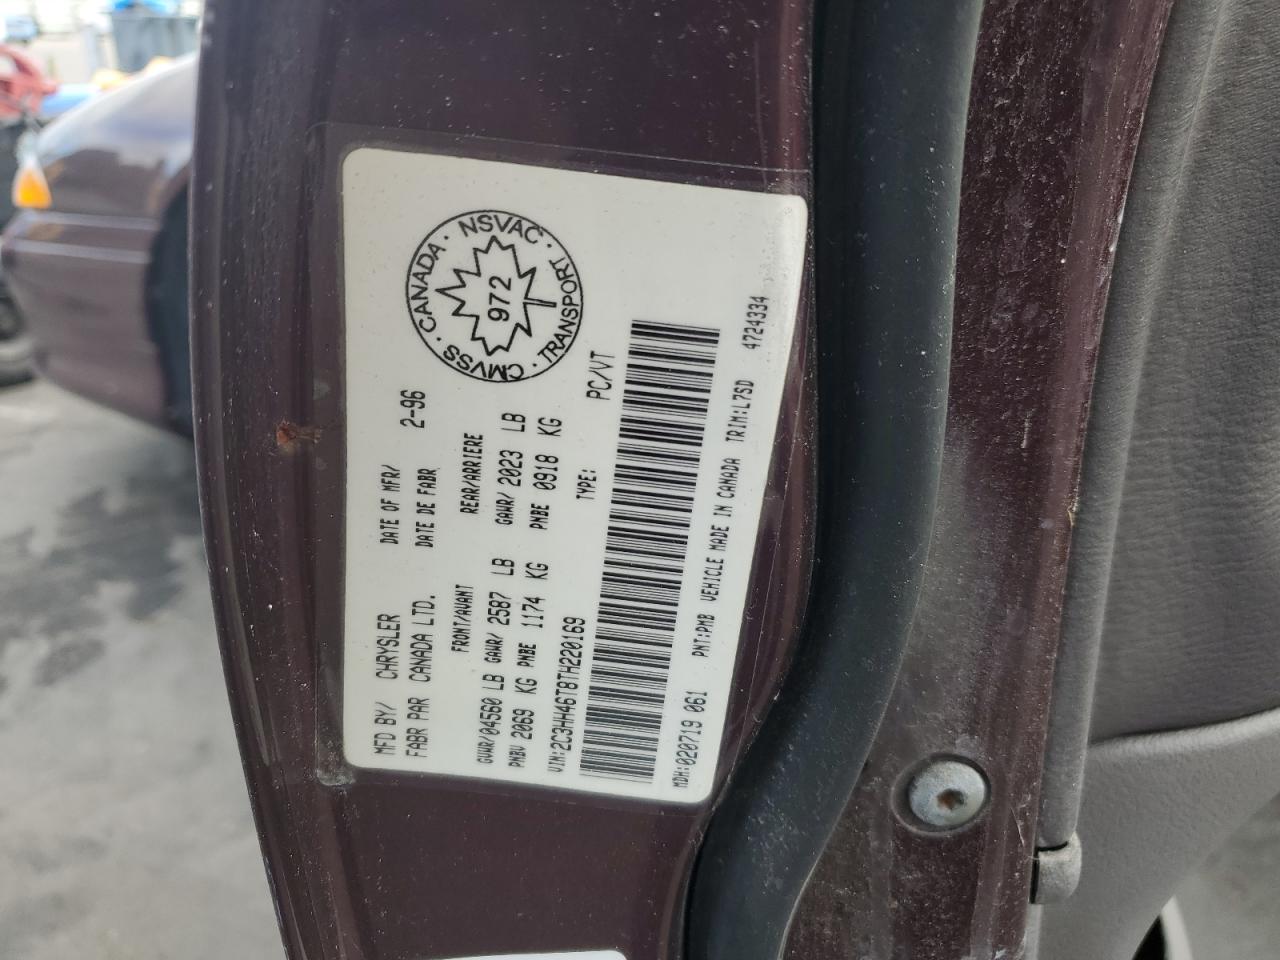 MFD BY/ CHRYSLER DATE OF MFR/ 2-96
FABR PAR CANADA LTD. DATE DE FABR
FRONT/AVANT REAR/ARRIERE
GVWR/04560 LB GAWR/ 2587 LB GAWR/ 2023 LB
PNBV 2069 KG PNBE 1174 KG PNBE 0918 KG
VIN:2C3HH46T8TH220169 TYPE: PC/VT
MDH:020719 061 PNT:PMB VEHICLE MADE IN CANADA TRIM:L7SD 4724334
CMVSS · CANADA · NSVAC · TRANSPORT ·
972